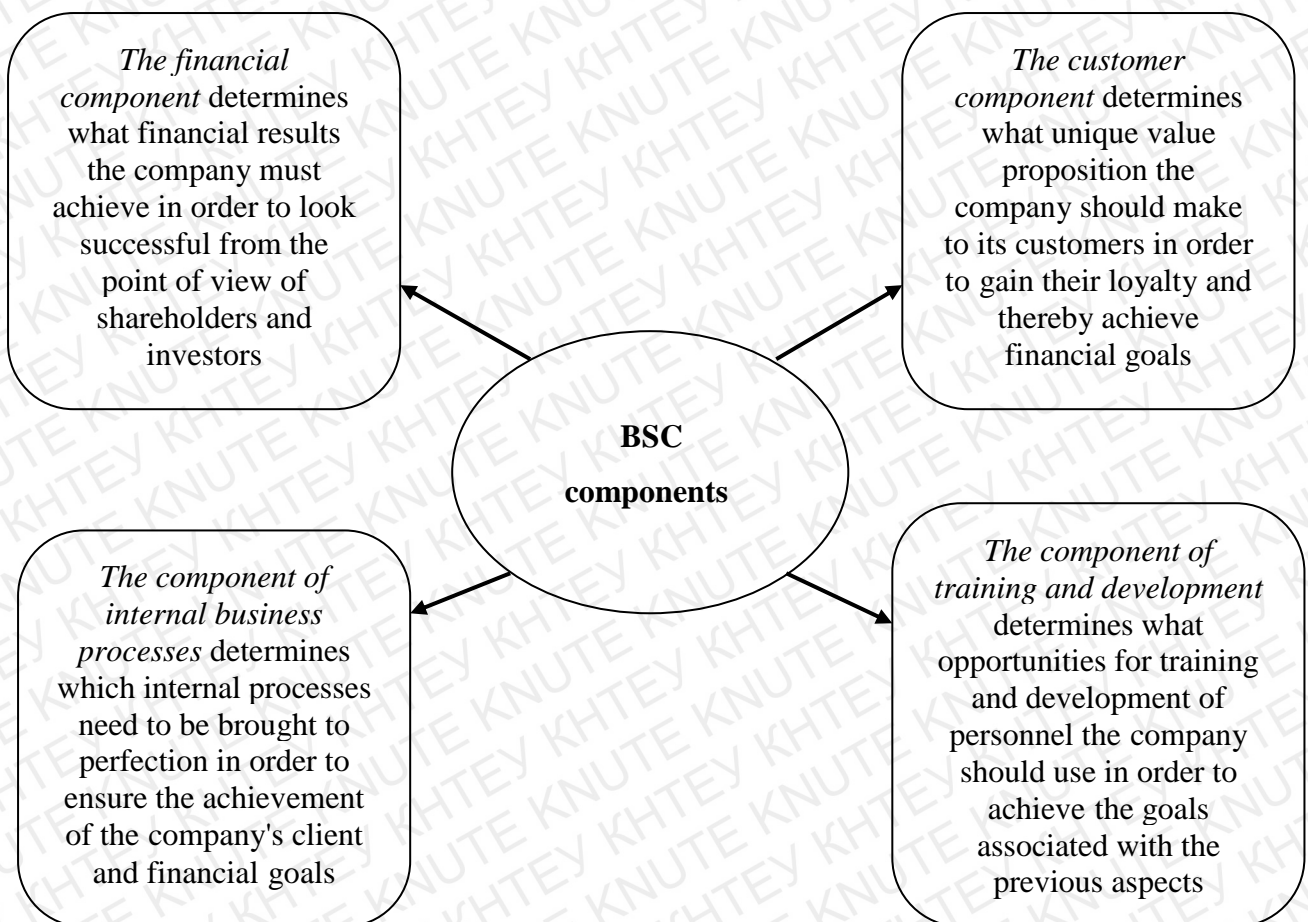 The financial
component determines
what financial results
the company must
achieve in order to look
successful from the
point of view of
shareholders and
investors
The customer
component determines
what unique value
proposition the
company should make
to its customers in order
to gain their loyalty and
thereby achieve
financial goals
BSC
components
The component of
internal business
processes determines
which internal processes
need to be brought to
perfection in order to
ensure the achievement
of the company's client
and financial goals
The component of
training and development
determines what
opportunities for training
and development of
personnel the company
should use in order to
achieve the goals
associated with the
previous aspects